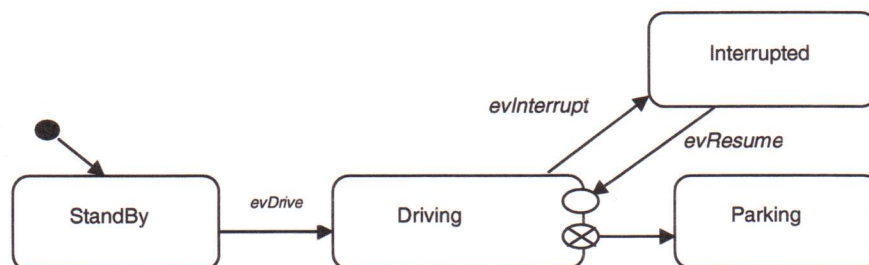 Interrupted
evInterrupt
evResume
StandBy
evDrive
Driving
Parking